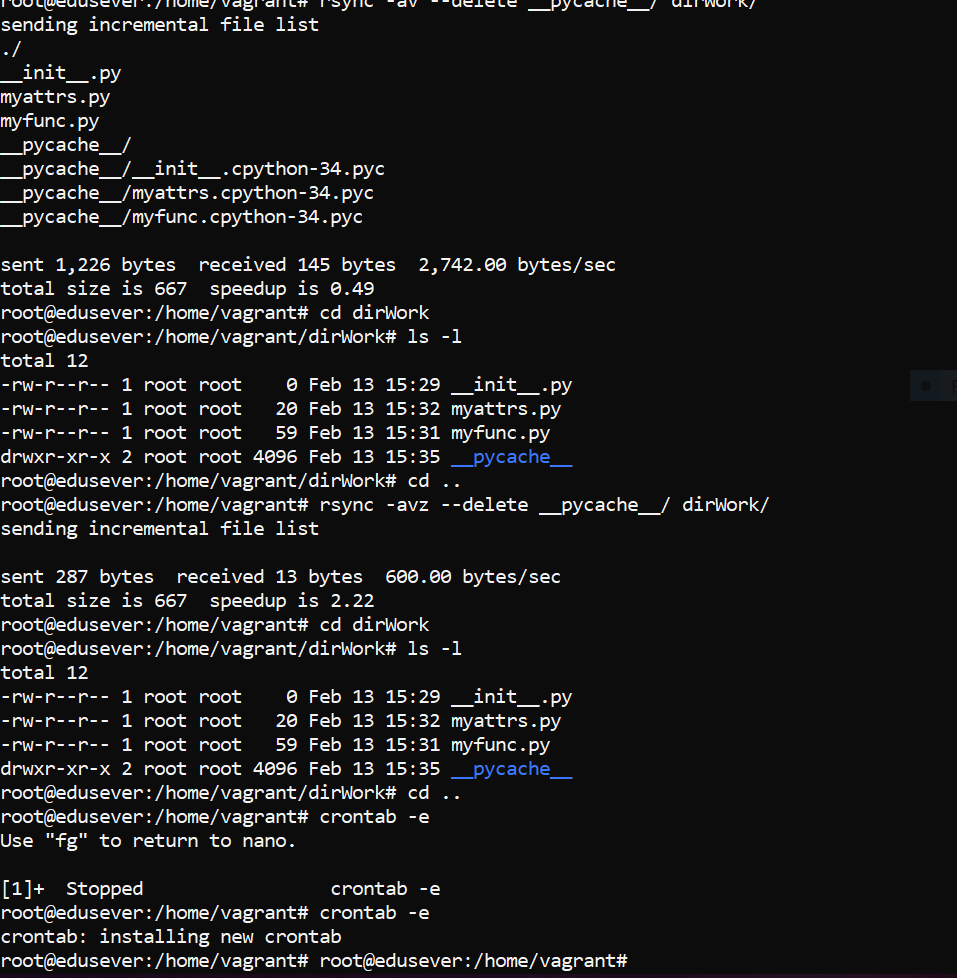 root@edusever:/home/vagrant# rsync -av --delete __pycache__/ dirWork/
sending incremental file list
./
__init__.py
myattrs.py
myfunc.py
__pycache__/
__pycache__/__init__.cpython-34.pyc
__pycache__/myattrs.cpython-34.pyc
__pycache__/myfunc.cpython-34.pyc

sent 1,226 bytes  received 145 bytes  2,742.00 bytes/sec
total size is 667  speedup is 0.49
root@edusever:/home/vagrant# cd dirWork
root@edusever:/home/vagrant/dirWork# ls -l
total 12
-rw-r--r-- 1 root root    0 Feb 13 15:29 __init__.py
-rw-r--r-- 1 root root   20 Feb 13 15:32 myattrs.py
-rw-r--r-- 1 root root   59 Feb 13 15:31 myfunc.py
drwxr-xr-x 2 root root 4096 Feb 13 15:35 __pycache__
root@edusever:/home/vagrant/dirWork# cd ..
root@edusever:/home/vagrant# rsync -avz --delete __pycache__/ dirWork/
sending incremental file list

sent 287 bytes  received 13 bytes  600.00 bytes/sec
total size is 667  speedup is 2.22
root@edusever:/home/vagrant# cd dirWork
root@edusever:/home/vagrant/dirWork# ls -l
total 12
-rw-r--r-- 1 root root    0 Feb 13 15:29 __init__.py
-rw-r--r-- 1 root root   20 Feb 13 15:32 myattrs.py
-rw-r--r-- 1 root root   59 Feb 13 15:31 myfunc.py
drwxr-xr-x 2 root root 4096 Feb 13 15:35 __pycache__
root@edusever:/home/vagrant/dirWork# cd ..
root@edusever:/home/vagrant# crontab -e
Use "fg" to return to nano.

[1]+  Stopped                 crontab -e
root@edusever:/home/vagrant# crontab -e
crontab: installing new crontab
root@edusever:/home/vagrant# root@edusever:/home/vagrant#